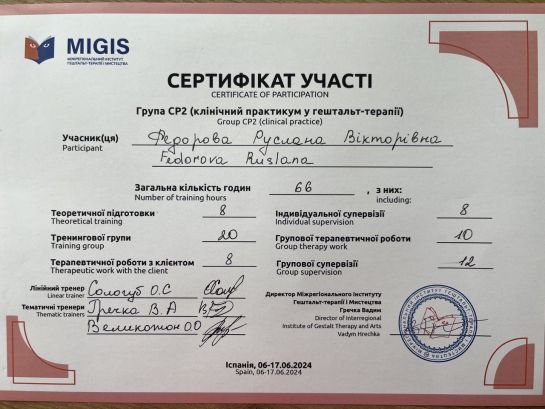 MIGIS
МІЖРЕГІОНАЛЬНИЙ ІНСТИТУТ
ГЕШТАЛЬТ-ТЕРАПІЇ І МИСТЕЦТВА
СЕРТИФІКАТ УЧАСТІ
CERTIFICATE OF PARTICIPATION
Група СР2 (клінічний практикум у гештальт-терапії)
Group CP2 (clinical practice)
Учасник(ця) Федорова Руслана Вікторівна
Participant Fedorova Ruslana
Загальна кількість годин 66 , з них:
Number of training hours including:
Теоретичної підготовки 8
Theoretical training
Тренингової групи 20
Training group
Терапевтичної роботи з клієнтом 8
Therapeutic work with the client
Індивідуальної супервізії 8
Individual supervision
Групової терапевтичної роботи 10
Group therapy work
Групової супервізії 12
Group supervision
Лінійний тренер Сологуб О.С
Linear trainer
Тематичні тренери Гречка В.А
Thematic trainers
Великотюн О.О
Директор Міжрегіонального Інституту
Гештальт-терапії і Мистецтва
Гречка Вадим
Director of Interregional
Institute of Gestalt Therapy and Arts
Vadym Hrechka
Іспанія, 06-17.06.2024
Spain, 06-17.06.2024